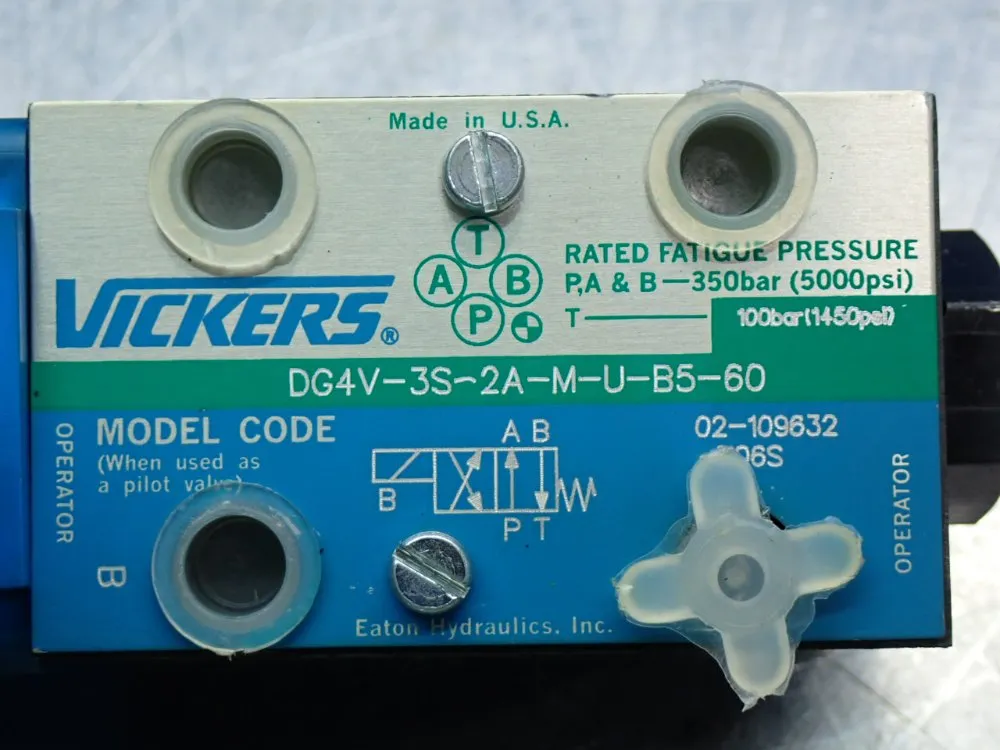 Made in U.S.A.
T
A B
P
RATED FATIGUE PRESSURE
P,A & B—350bar (5000psi)
T— 100bar(1450psi)
VICKERS®
DG4V-3S-2A-M-U-B5-60
MODEL CODE
(When used as
a pilot valve)
OPERATOR
B
A B
B
P T
02-109632
06S
OPERATOR
Eaton Hydraulics, Inc.